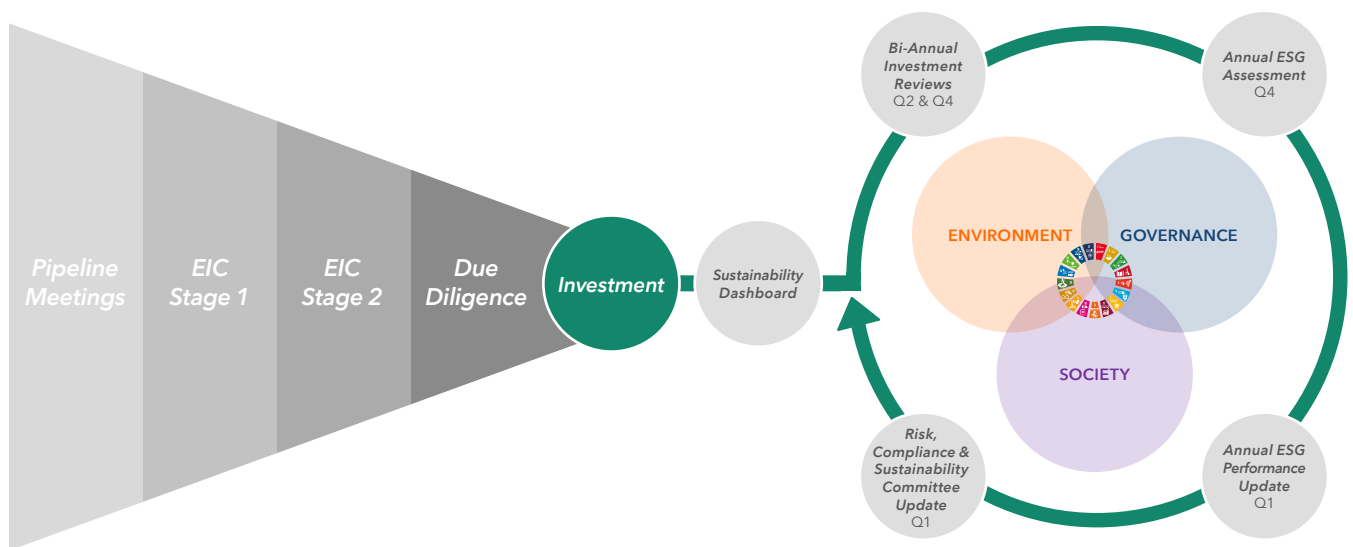 Pipeline
Meetings
EIC
Stage 1
EIC
Stage 2
Due
Diligence
Investment
Sustainability
Dashboard
Bi-Annual
Investment
Reviews
Q2 & Q4
Annual ESG
Assessment
Q4
ENVIRONMENT
GOVERNANCE
SOCIETY
Risk,
Compliance &
Sustainability
Committee
Update
Q1
Annual ESG
Performance
Update
Q1